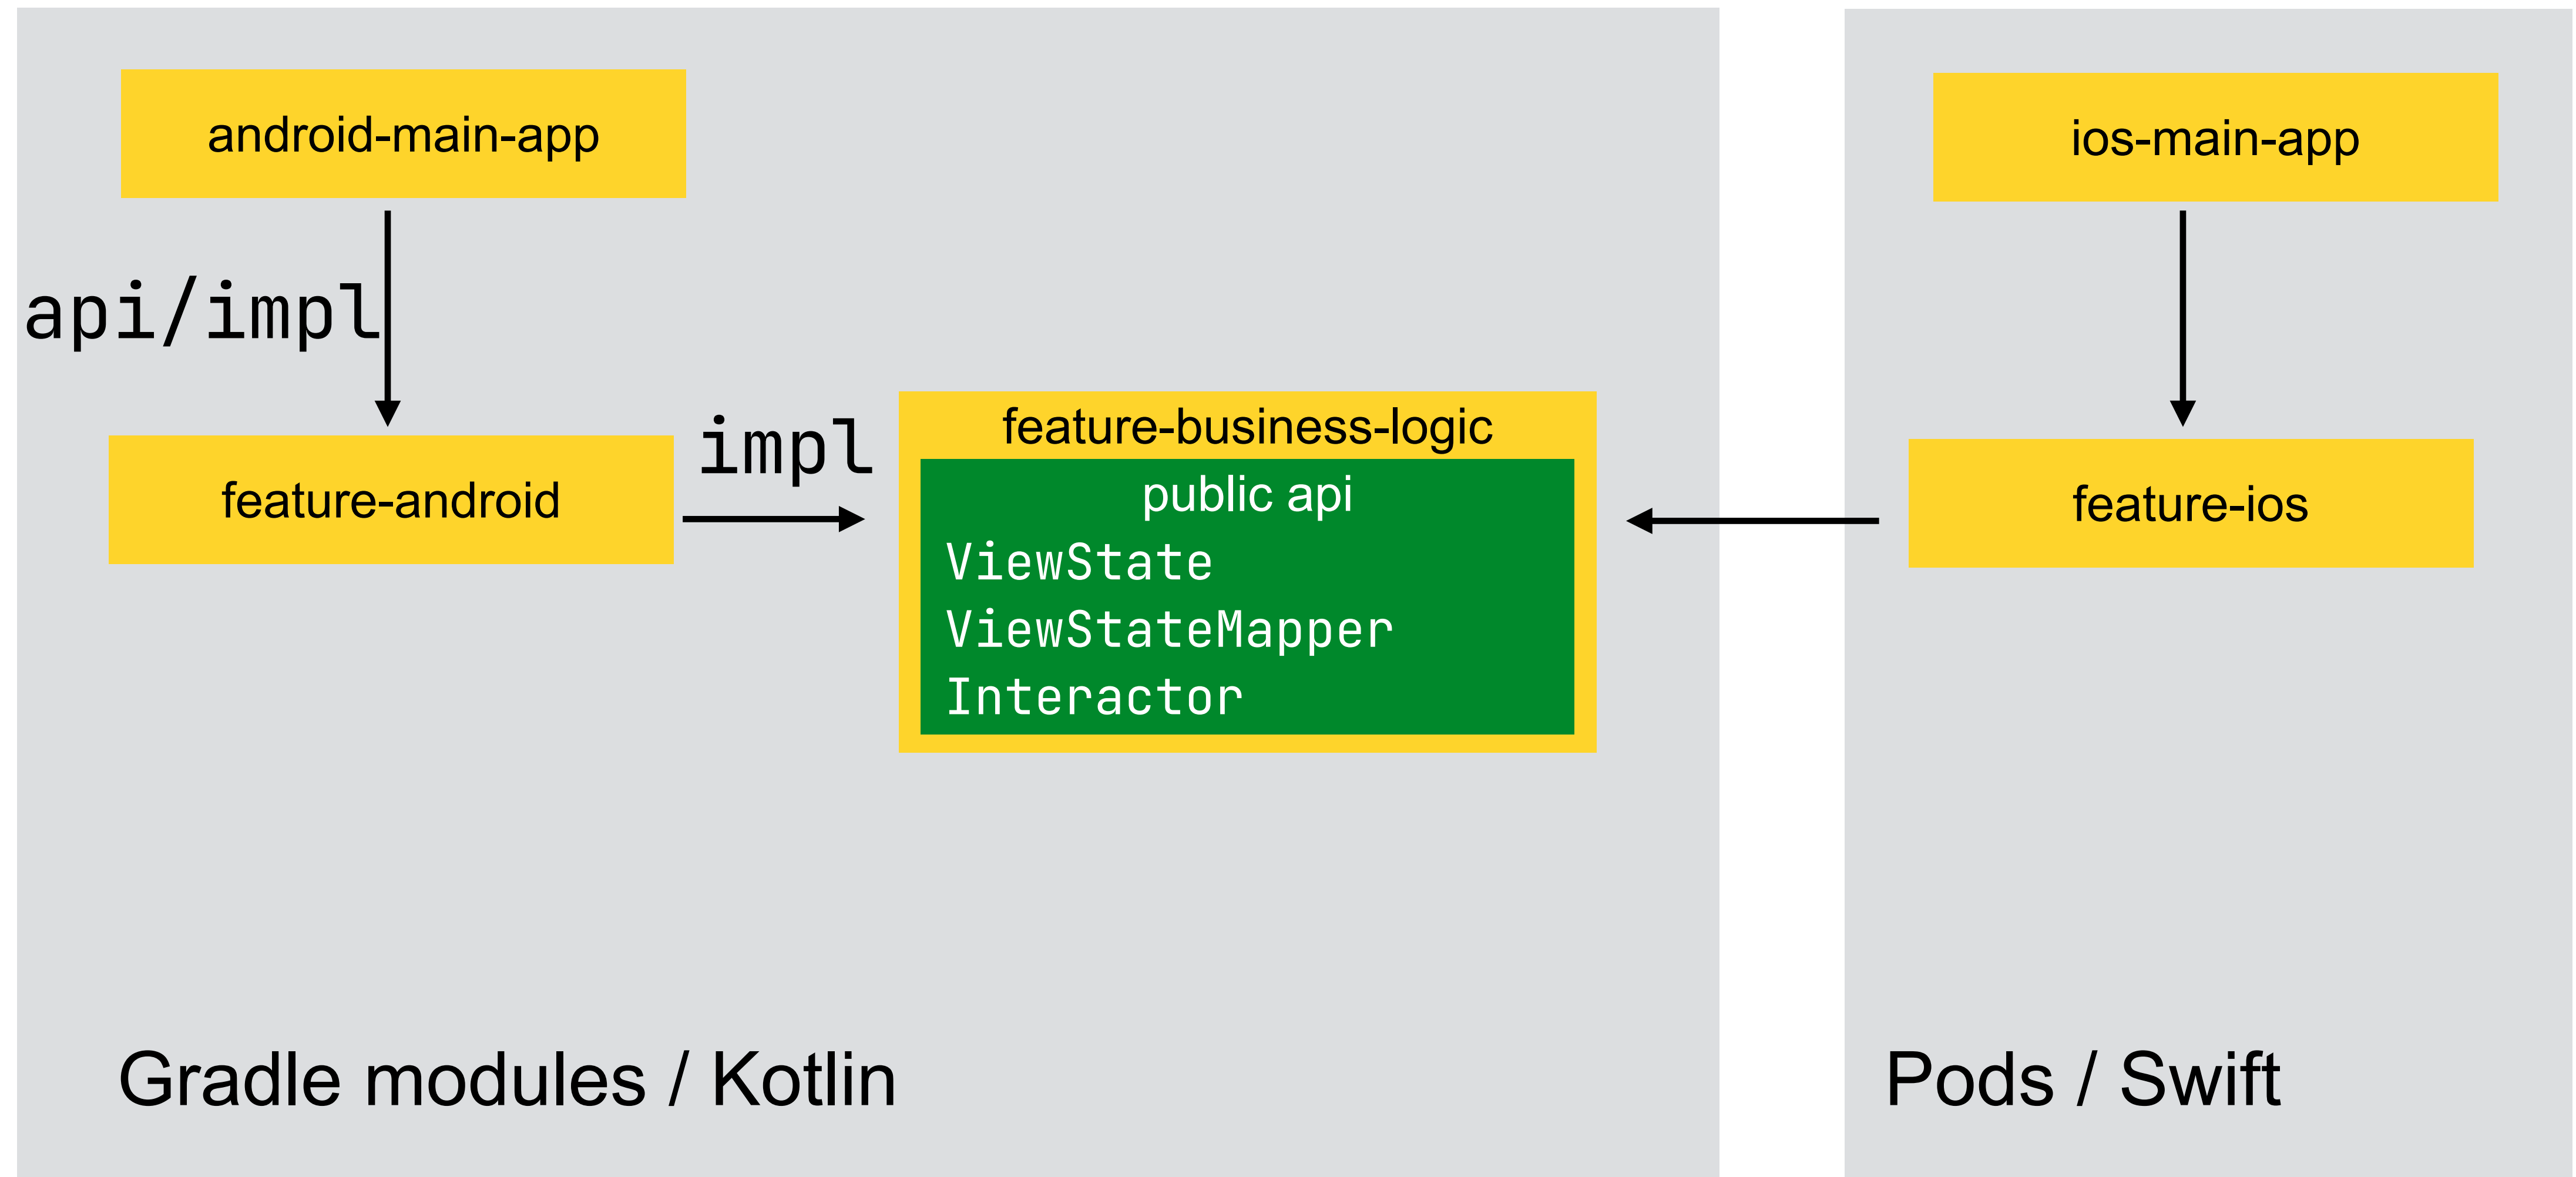 android-main-app
api/impl
feature-android
impl
feature-business-logic
public api
ViewState
ViewStateMapper
Interactor
Gradle modules / Kotlin
ios-main-app
feature-ios
Pods / Swift